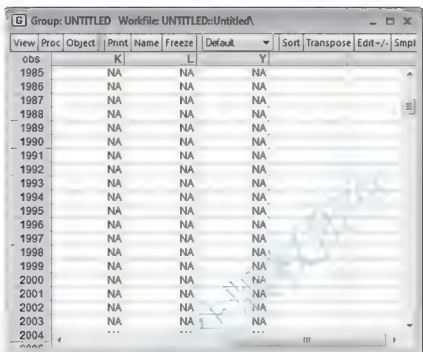 Group: UNTITLED Workfile: UNTITLED::Untitled\
View Proc Object Print Name Freeze Default Sort Transpose Edit+/- Smpl
obs K L Y
1985 NA NA NA
1986 NA NA NA
1987 NA NA NA
1988 NA NA NA
1989 NA NA NA
1990 NA NA NA
1991 NA NA NA
1992 NA NA NA
1993 NA NA NA
1994 NA NA NA
1995 NA NA NA
1996 NA NA NA
1997 NA NA NA
1998 NA NA NA
1999 NA NA NA
2000 NA NA NA
2001 NA NA NA
2002 NA NA NA
2003 NA NA NA
2004